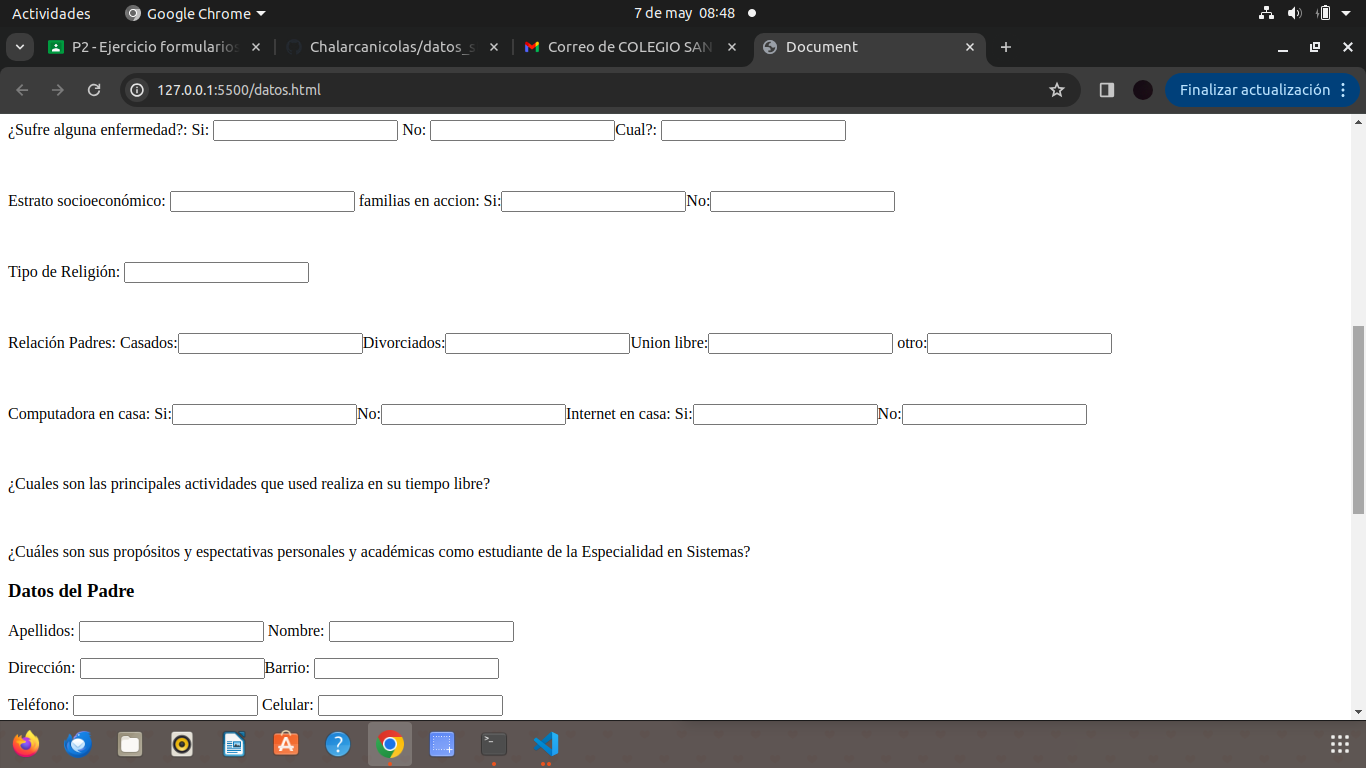 Actividades Google Chrome 7 de may 08:48
P2 - Ejercicio formularios Chalarcanicolas/datos_s Correo de COLEGIO SAN Document
127.0.0.1:5500/datos.html Finalizar actualización
¿Sufre alguna enfermedad?: Si: No: Cual?:
Estrato socioeconómico: familias en accion: Si: No:
Tipo de Religión:
Relación Padres: Casados: Divorciados: Union libre: otro:
Computadora en casa: Si: No: Internet en casa: Si: No:
¿Cuales son las principales actividades que used realiza en su tiempo libre?
¿Cuáles son sus propósitos y espectativas personales y académicas como estudiante de la Especialidad en Sistemas?
Datos del Padre
Apellidos: Nombre:
Dirección: Barrio:
Teléfono: Celular: